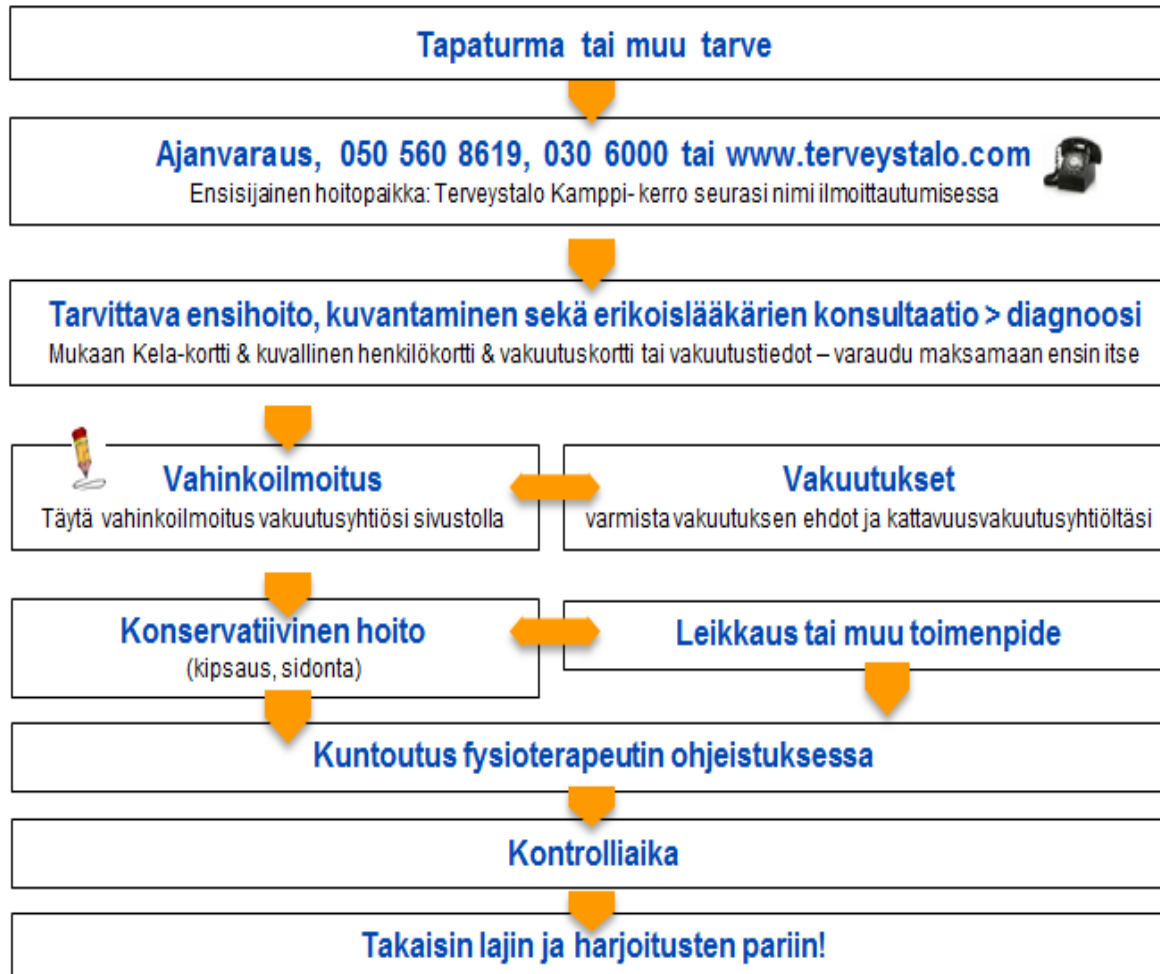 Tapaturma tai muu tarve
Ajanvaraus, 050 560 8619, 030 6000 tai www.terveystalo.com
Ensisijainen hoitopaikka: Terveystalo Kamppi- kerro seurasi nimi ilmoittautumisessa
Tarvittava ensihoito, kuvantaminen sekä erikoislääkärien konsultaatio > diagnoosi
Mukaan Kela-kortti & kuvallinen henkilökortti & vakuutuskortti tai vakuutustiedot – varaudu maksamaan ensin itse
Vahinkoilmoitus
Täytä vahinkoilmoitus vakuutusyhtiösi sivustolla
Vakuutukset
varmista vakuutuksen ehdot ja kattavuusvakuutusyhtiöltäsi
Konservatiivinen hoito
(kipsaus, sidonta)
Leikkaus tai muu toimenpide
Kuntoutus fysioterapeutin ohjeistuksessa
Kontrolliaika
Takaisin lajin ja harjoitusten pariin!